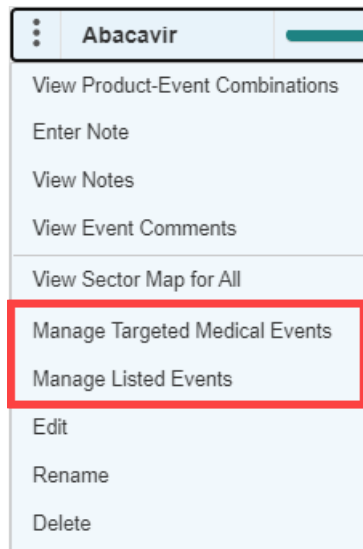 Abacavir
View Product-Event Combinations
Enter Note
View Notes
View Event Comments
View Sector Map for All
Manage Targeted Medical Events
Manage Listed Events
Edit
Rename
Delete